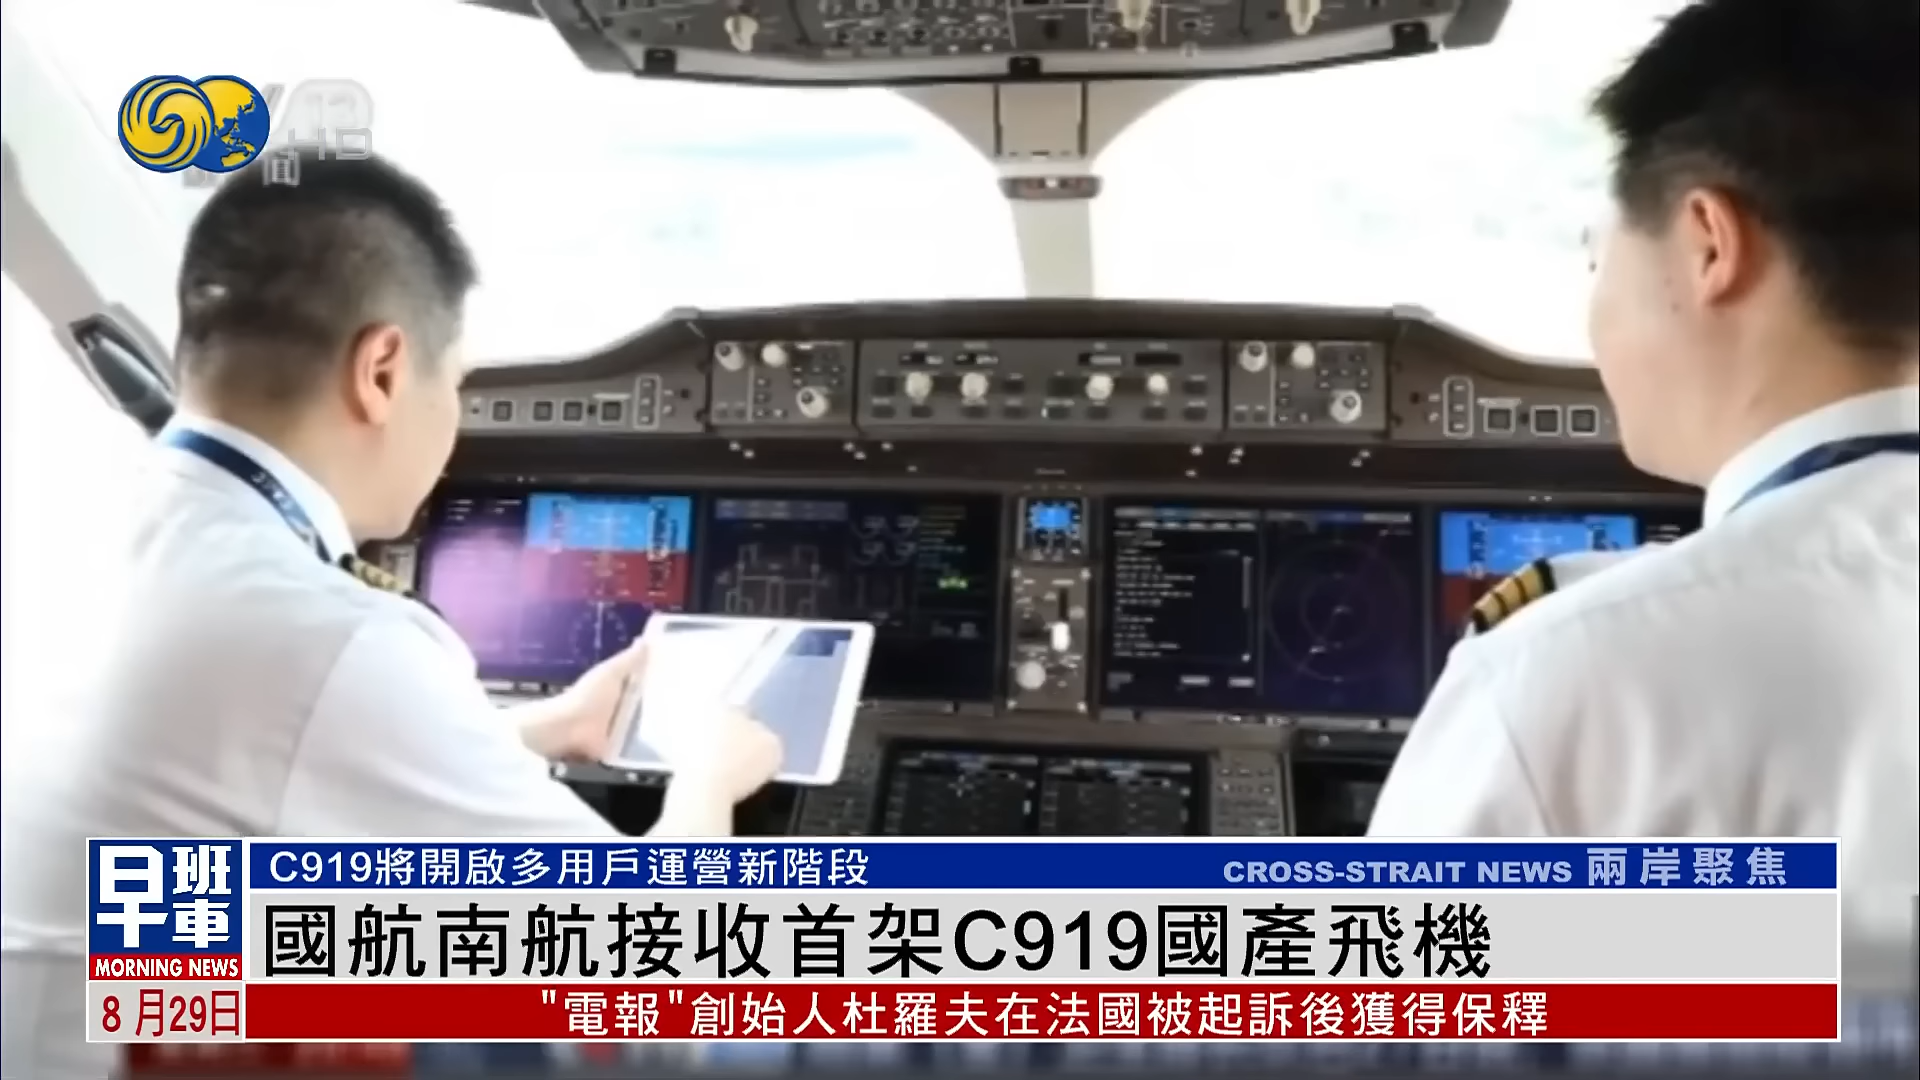 C919將開啟多用戶運營新階段
CROSS-STRAIT NEWS 兩岸聚焦
早班車
國航南航接收首架C919國產飛機
MORNING NEWS
8月29日
"電報"創始人杜羅夫在法國被起訴後獲得保釋